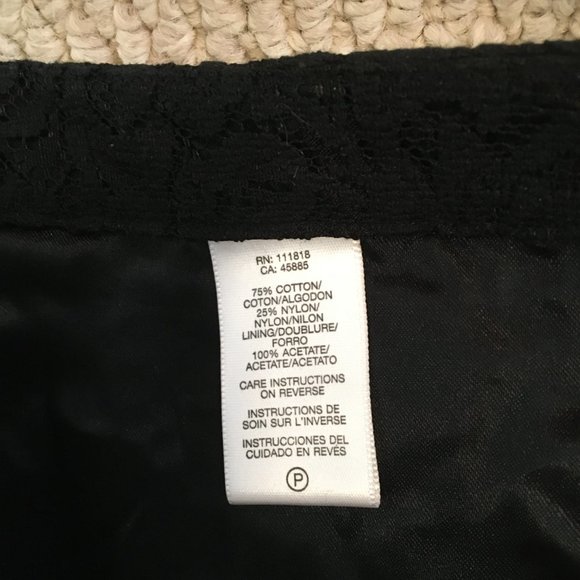 RN: 111818
CA: 45885
75% COTTON/
COTON/ALGODON
25% NYLON/
NYLON/NILON
LINING/DOUBLURE/
FORRO
100% ACETATE/
ACETATE/ACETATO
CARE INSTRUCTIONS
ON REVERSE
INSTRUCTIONS DE
SOIN SUR L'INVERSE
INSTRUCCIONES DEL
CUIDADO EN REVÉS
P